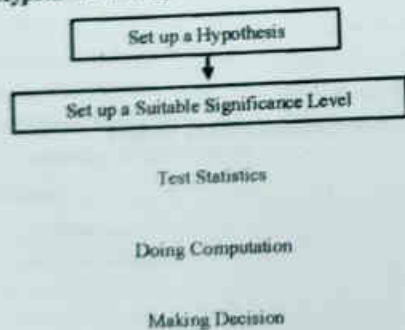 Set up a Hypothesis
Set up a Suitable Significance Level
Test Statistics
Doing Computation
Making Decision